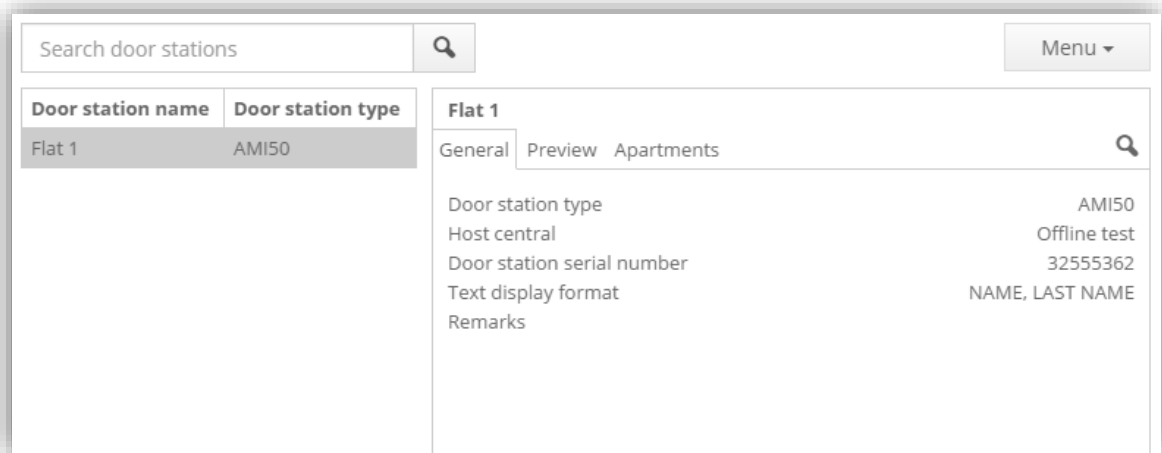 Search door stations
Menu
Door station name Door station type
Flat 1 AMI50
Flat 1
General Preview Apartments
Door station type AMI50
Host central Offline test
Door station serial number 32555362
Text display format NAME, LAST NAME
Remarks